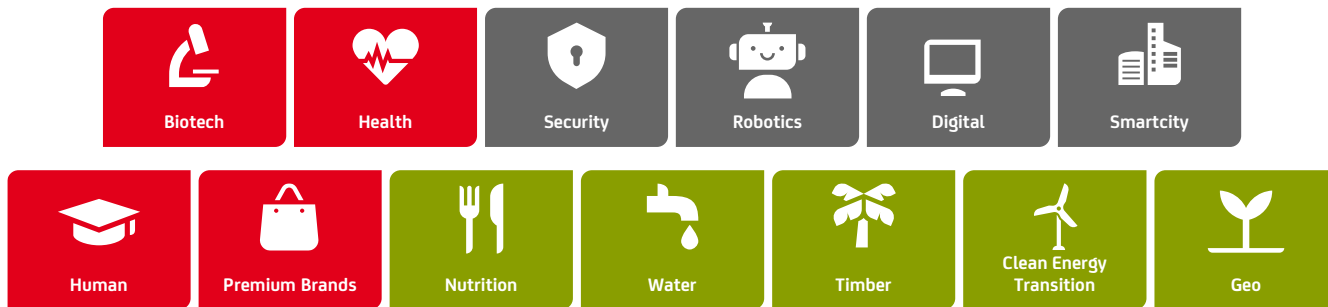 Biotech
Health
Security
Robotics
Digital
Smartcity
Human
Premium Brands
Nutrition
Water
Timber
Clean Energy
Transition
Geo